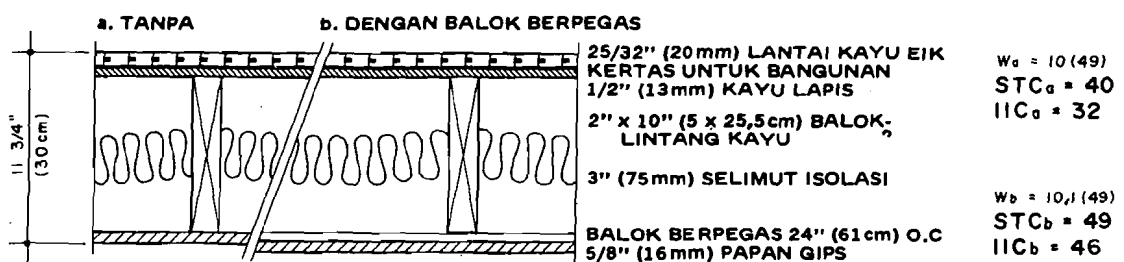 a. TANPA
b. DENGAN BALOK BERPEGAS
11 3/4"
(30cm)
25/32" (20mm) LANTAI KAYU EIK
KERTAS UNTUK BANGUNAN
1/2" (13mm) KAYU LAPIS
2" x 10" (5 x 25,5cm) BALOK-
LINTANG KAYU
3" (75mm) SELIMUT ISOLASI
BALOK BERPEGAS 24" (61cm) O.C
5/8" (16mm) PAPAN GIPS
Wa = 10 (49)
STCa = 40
IICa = 32
Wb = 10,1 (49)
STCb = 49
IICb = 46